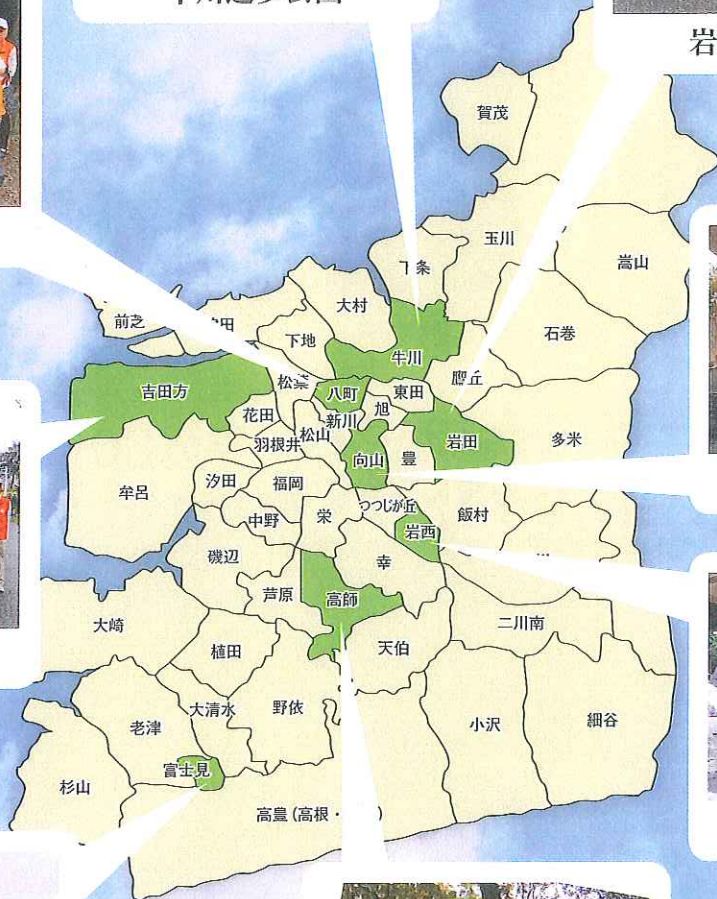 岩
賀茂
玉川
嵩山
下条
大村
石巻
前芝
田
下地
牛川
鷹丘
吉田方
松葉
八町
東田
旭
花田
新川
松山
羽根井
向山
豊
岩田
多米
牟呂
汐田
福岡
中野
栄
つつじが丘
飯村
岩西
磯辺
幸
芦原
高師
大崎
植田
天伯
二川南
老津
大清水
野依
小沢
細谷
富士見
杉山
高豊(高根・
)